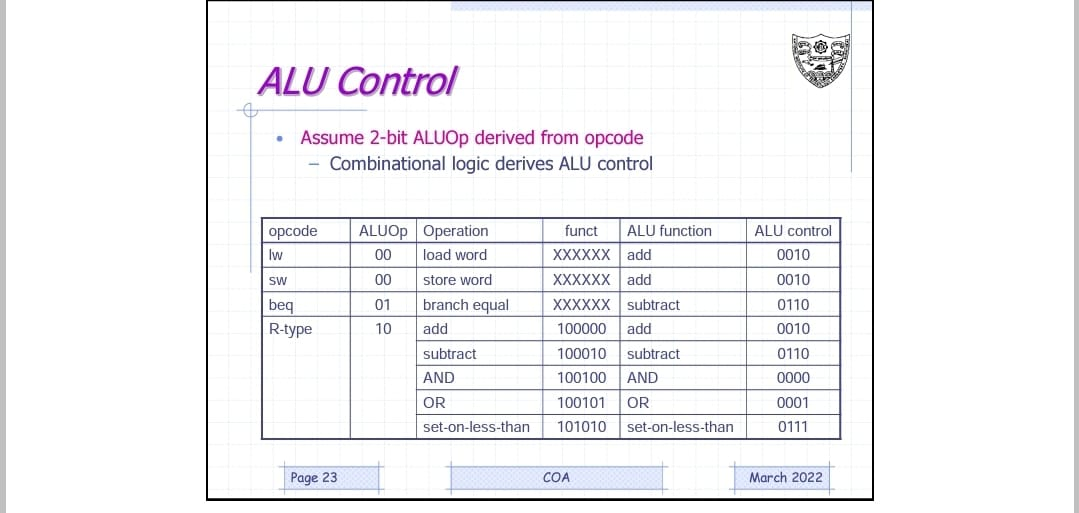 ALU Control
• Assume 2-bit ALUOp derived from opcode
– Combinational logic derives ALU control
opcode ALUOp Operation funct ALU function ALU control
lw 00 load word XXXXXX add 0010
sw 00 store word XXXXXX add 0010
beq 01 branch equal XXXXXX subtract 0110
R-type 10 add 100000 add 0010
subtract 100010 subtract 0110
AND 100100 AND 0000
OR 100101 OR 0001
set-on-less-than 101010 set-on-less-than 0111
Page 23 COA March 2022